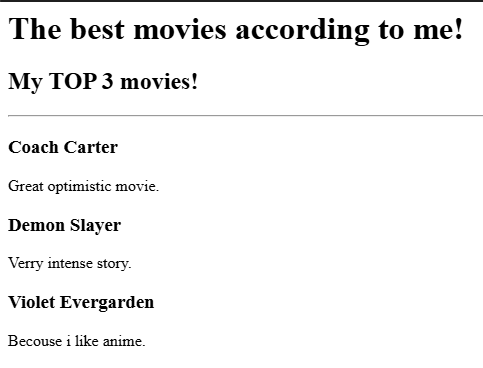 The best movies according to me!
My TOP 3 movies!
Coach Carter
Great optimistic movie.
Demon Slayer
Verry intense story.
Violet Evergarden
Becouse i like anime.